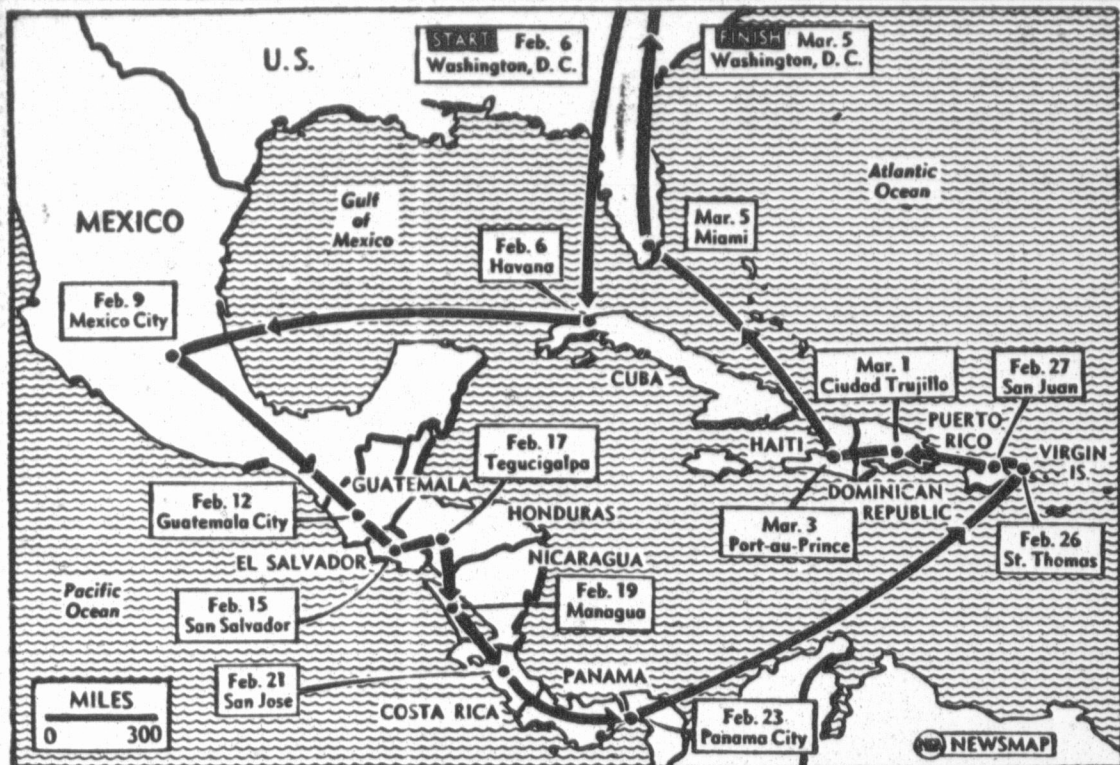 START Feb. 6
Washington, D. C.
FINISH Mar. 5
Washington, D. C.
U.S.
Atlantic
Ocean
MEXICO
Gulf
of
Mexico
Mar. 5
Miami
Feb. 6
Havana
Feb. 9
Mexico City
CUBA
Mar. 1
Ciudad Trujillo
Feb. 27
San Juan
PUERTO
RICO
HAITI
VIRGIN
IS.
Feb. 17
Tegucigalpa
GUATEMALA
DOMINICAN
REPUBLIC
Feb. 12
Guatemala City
HONDURAS
Mar. 3
Port-au-Prince
Feb. 26
St. Thomas
EL SALVADOR
NICARAGUA
Pacific
Ocean
Feb. 15
San Salvador
Feb. 19
Managua
Feb. 21
San Jose
PANAMA
COSTA RICA
Feb. 23
Panama City
MILES
0 300
NEA NEWSMAP